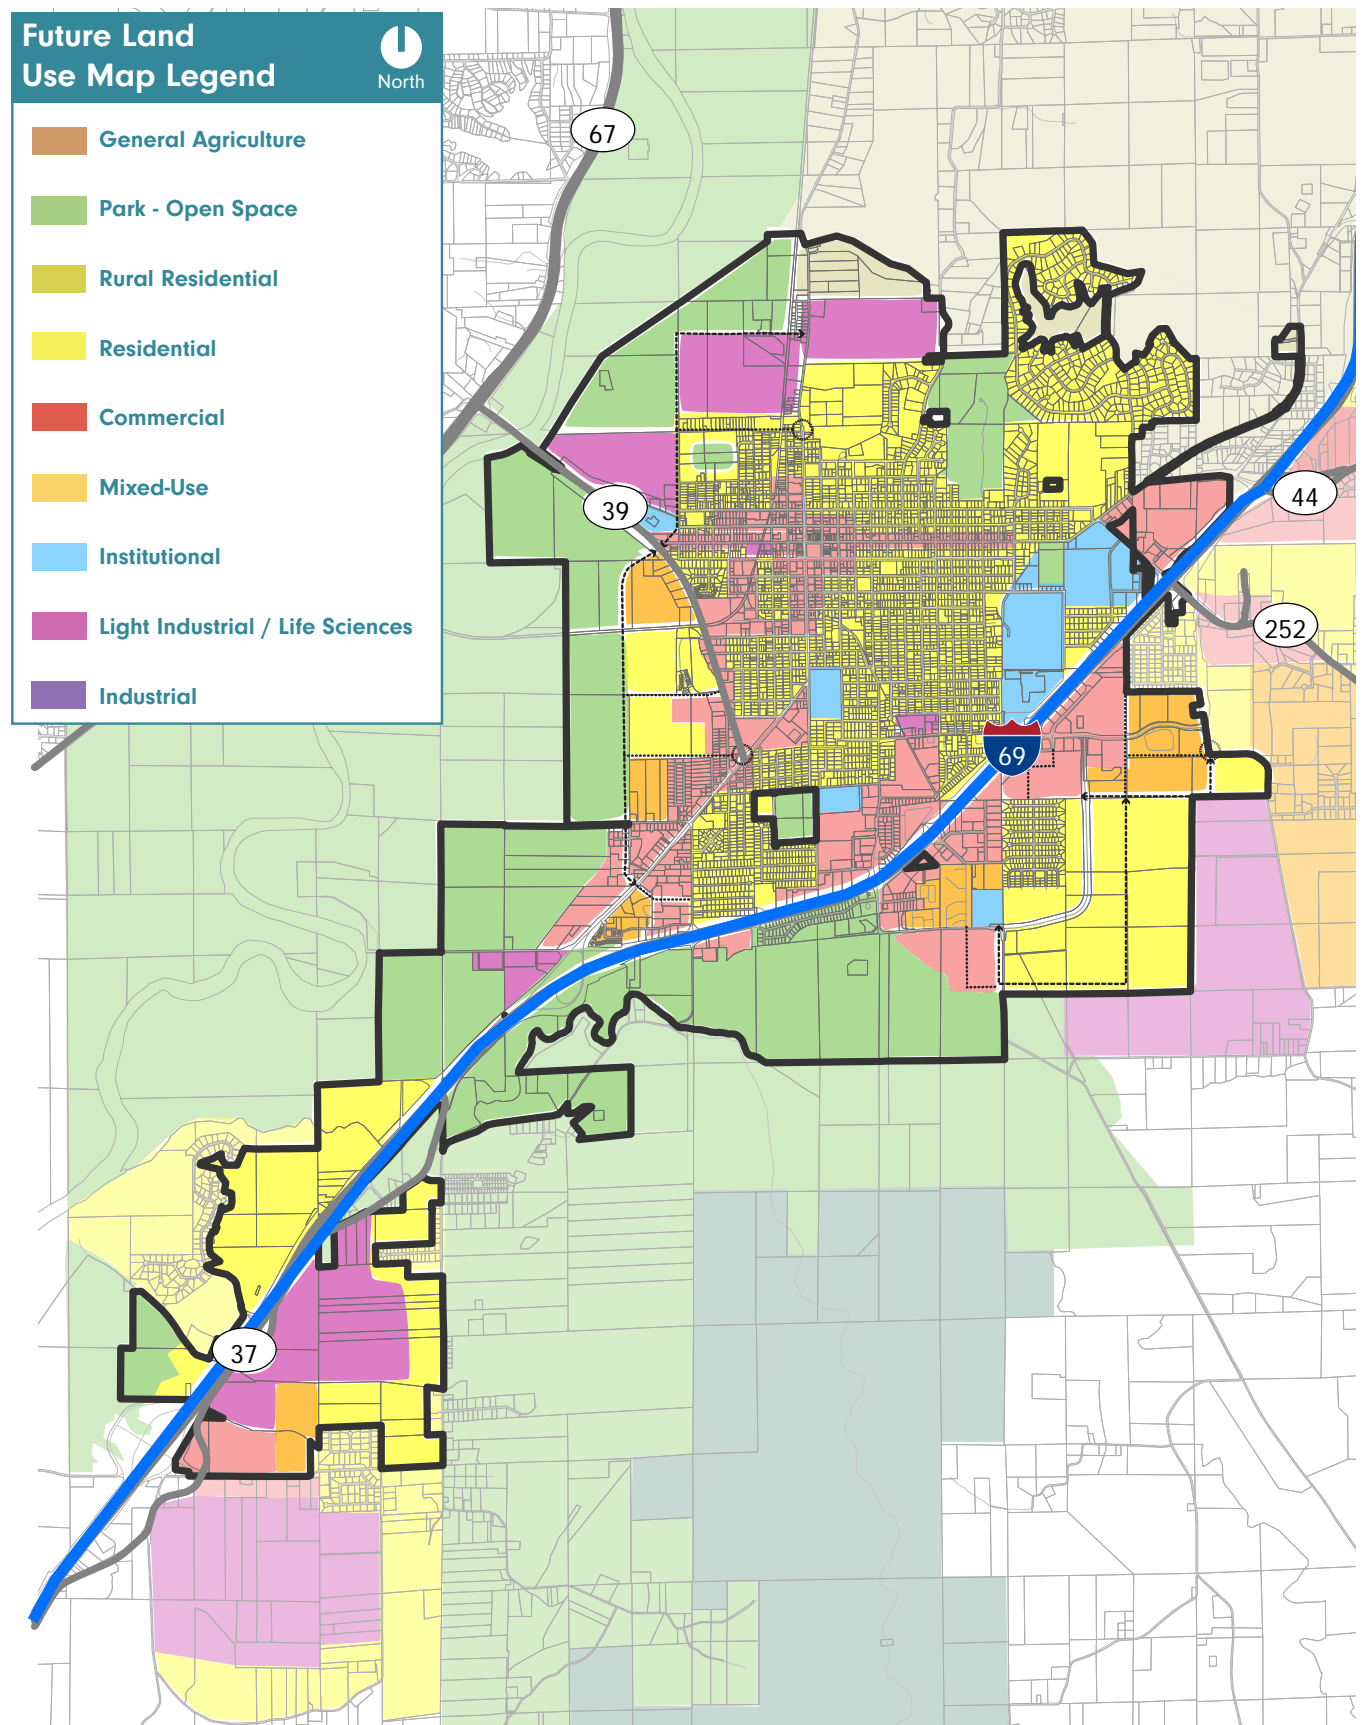 Future Land
Use Map Legend
North
General Agriculture
Park - Open Space
Rural Residential
Residential
Commercial
Mixed-Use
Institutional
Light Industrial / Life Sciences
Industrial
67
39
44
252
69
37